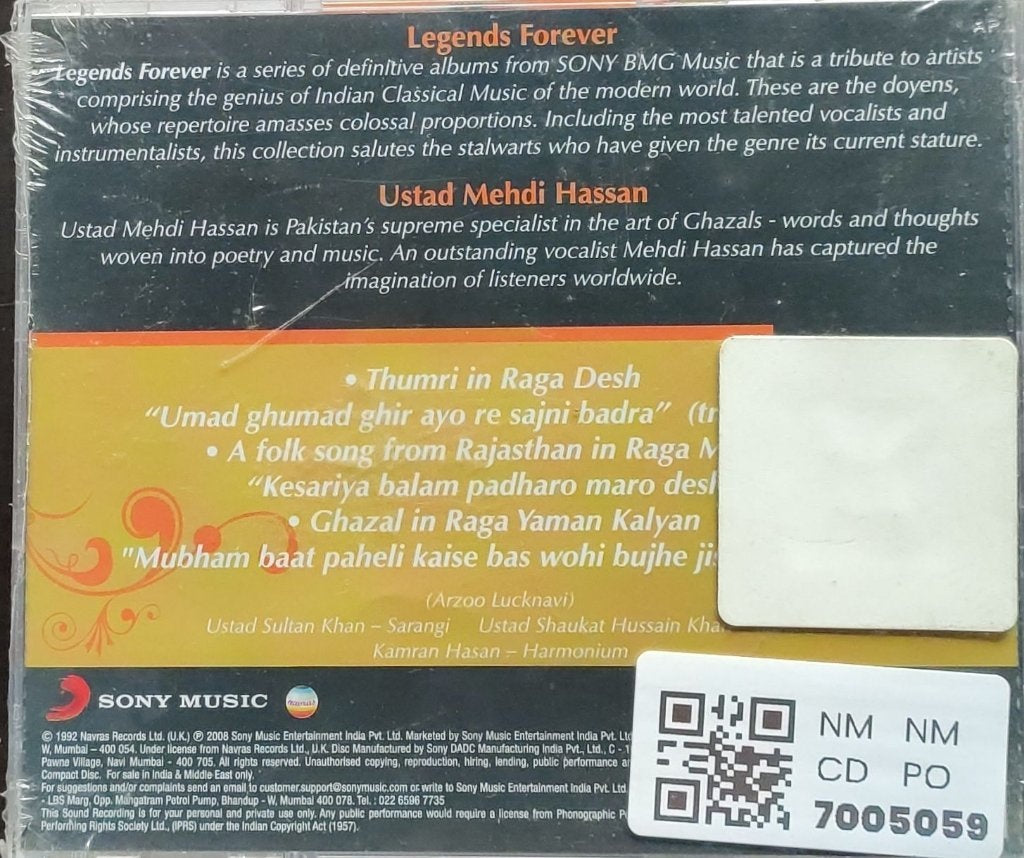 Legends Forever
Legends Forever is a series of definitive albums from SONY BMG Music that is a tribute to artists
comprising the genius of Indian Classical Music of the modern world. These are the doyens,
whose repertoire amasses colossal proportions. Including the most talented vocalists and
instrumentalists, this collection salutes the stalwarts who have given the genre its current stature.
Ustad Mehdi Hassan
Ustad Mehdi Hassan is Pakistan's supreme specialist in the art of Ghazals - words and thoughts
woven into poetry and music. An outstanding vocalist Mehdi Hassan has captured the
imagination of listeners worldwide.
• Thumri in Raga Desh
"Umad ghumad ghir ayo re sajni badra"
• A folk song from Rajasthan in Raga
"Kesariya balam padharo maro
• Ghazal in Raga Yaman Kalyan
"Mubham baat paheli kaise bas wohi bujhe
(Arzoo Lucknavi)
Ustad Sultan Khan – Sarangi Ustad Shaukat Hussain
Kamran Hasan – Harmonium
SONY MUSIC navras
© 1992 Navras Records Ltd. (U.K.) ℗ 2008 Sony Music Entertainment India Pvt. Ltd. Marketed by Sony Music Entertainment India Pvt.
W, Mumbai – 400 054. Under license from Navras Records Ltd., U.K. Disc Manufactured by Sony DADC Manufacturing India Pvt., Ltd., C -
Pawne Village, Navi Mumbai - 400 705. All rights reserved. Unauthorised copying, reproduction, hiring, lending, public performance
Compact Disc. For sale in India & Middle East only.
For suggestions and/or complaints send an email to customer.support@sonymusic.com or write to Sony Music Entertainment India Pvt. Ltd
- LBS Marg, Opp. Mangatram Petrol Pump, Bhandup - W, Mumbai 400 078. Tel. : 022 6596 7735
This Sound Recording is for your personal and private use only. Any public performance would require a license from Phonographic
Performing Rights Society Ltd., (IPRS) under the Indian Copyright Act (1957).
NM NM
CD PO
7005059